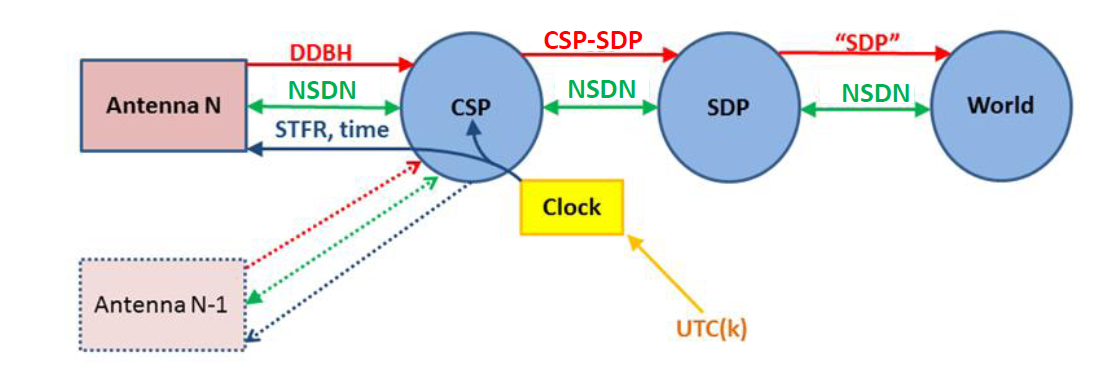 DDBH
CSP-SDP
“SDP”
NSDN
NSDN
NSDN
Antenna N
CSP
SDP
World
STFR, time
Clock
Antenna N-1
UTC(k)